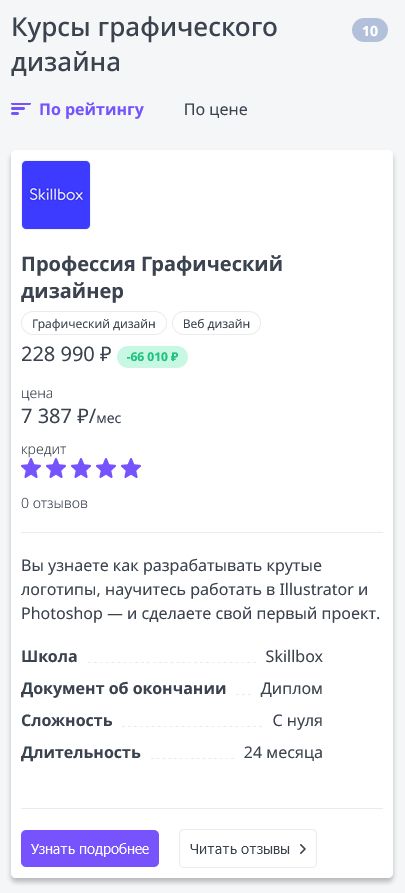 Курсы графического
дизайна
10
По рейтингу
По цене
Skillbox
Профессия Графический
дизайнер
Графический дизайн
Веб дизайн
228 990 ₽
-66 010 ₽
цена
7 387 ₽/мес
кредит
0 отзывов
Вы узнаете как разрабатывать крутые
логотипы, научитесь работать в Illustrator и
Photoshop — и сделаете свой первый проект.
Школа Skillbox
Документ об окончании Диплом
Сложность С нуля
Длительность 24 месяца
Узнать подробнее
Читать отзывы